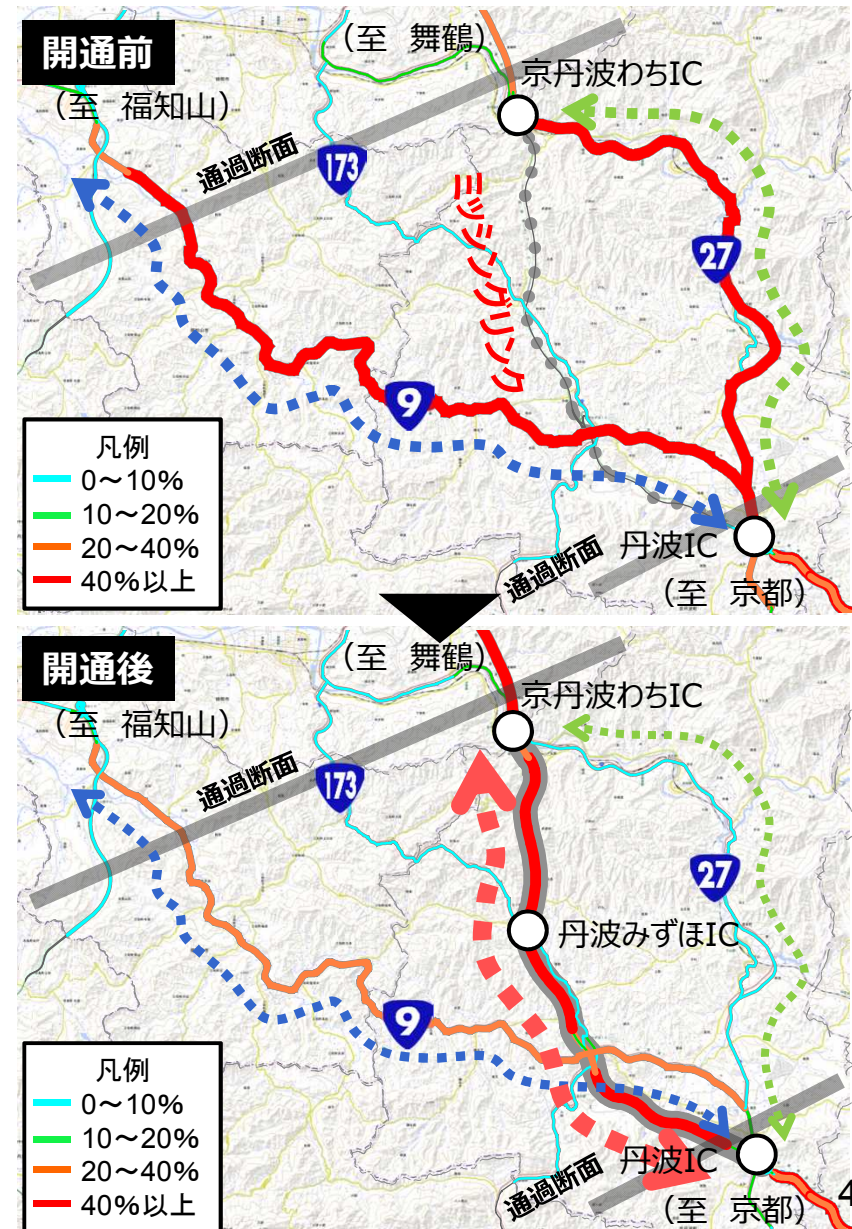 開通前
(至 舞鶴)
京丹波わちIC
(至 福知山)
通過断面
173
ミッシングリンク
27
9
凡例
0~10%
10~20%
20~40%
40%以上
通過断面
丹波IC
(至 京都)
開通後
(至 舞鶴)
京丹波わちIC
(至 福知山)
通過断面
173
27
丹波みずほIC
9
凡例
0~10%
10~20%
20~40%
40%以上
通過断面
丹波IC
(至 京都)
4